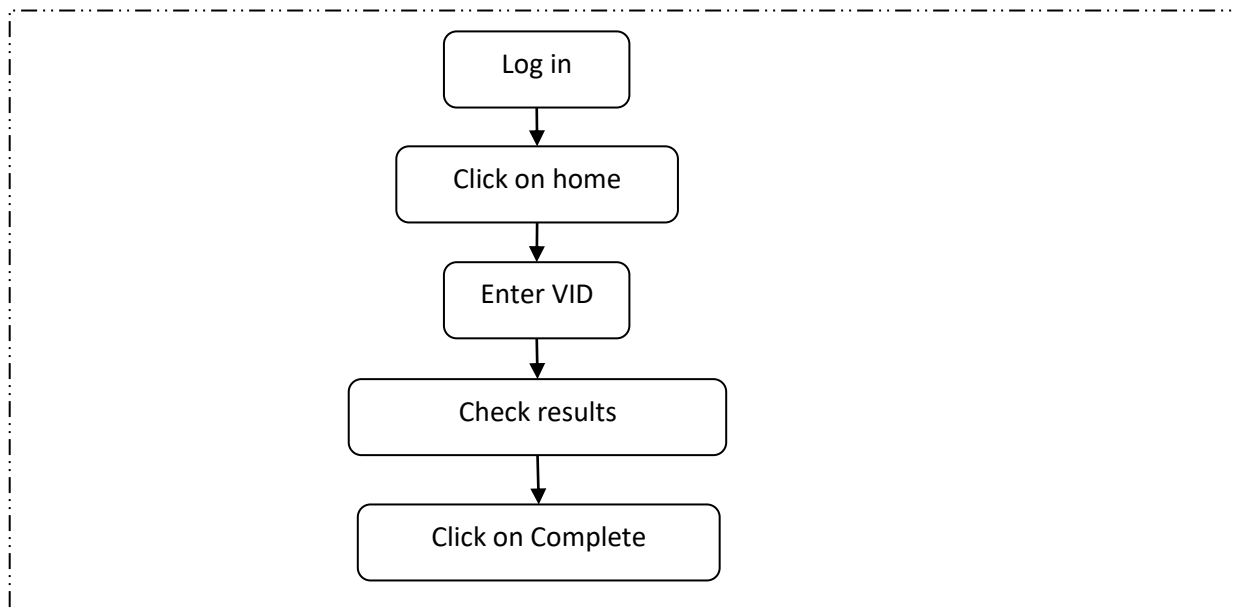 Log in
Click on home
Enter VID
Check results
Click on Complete